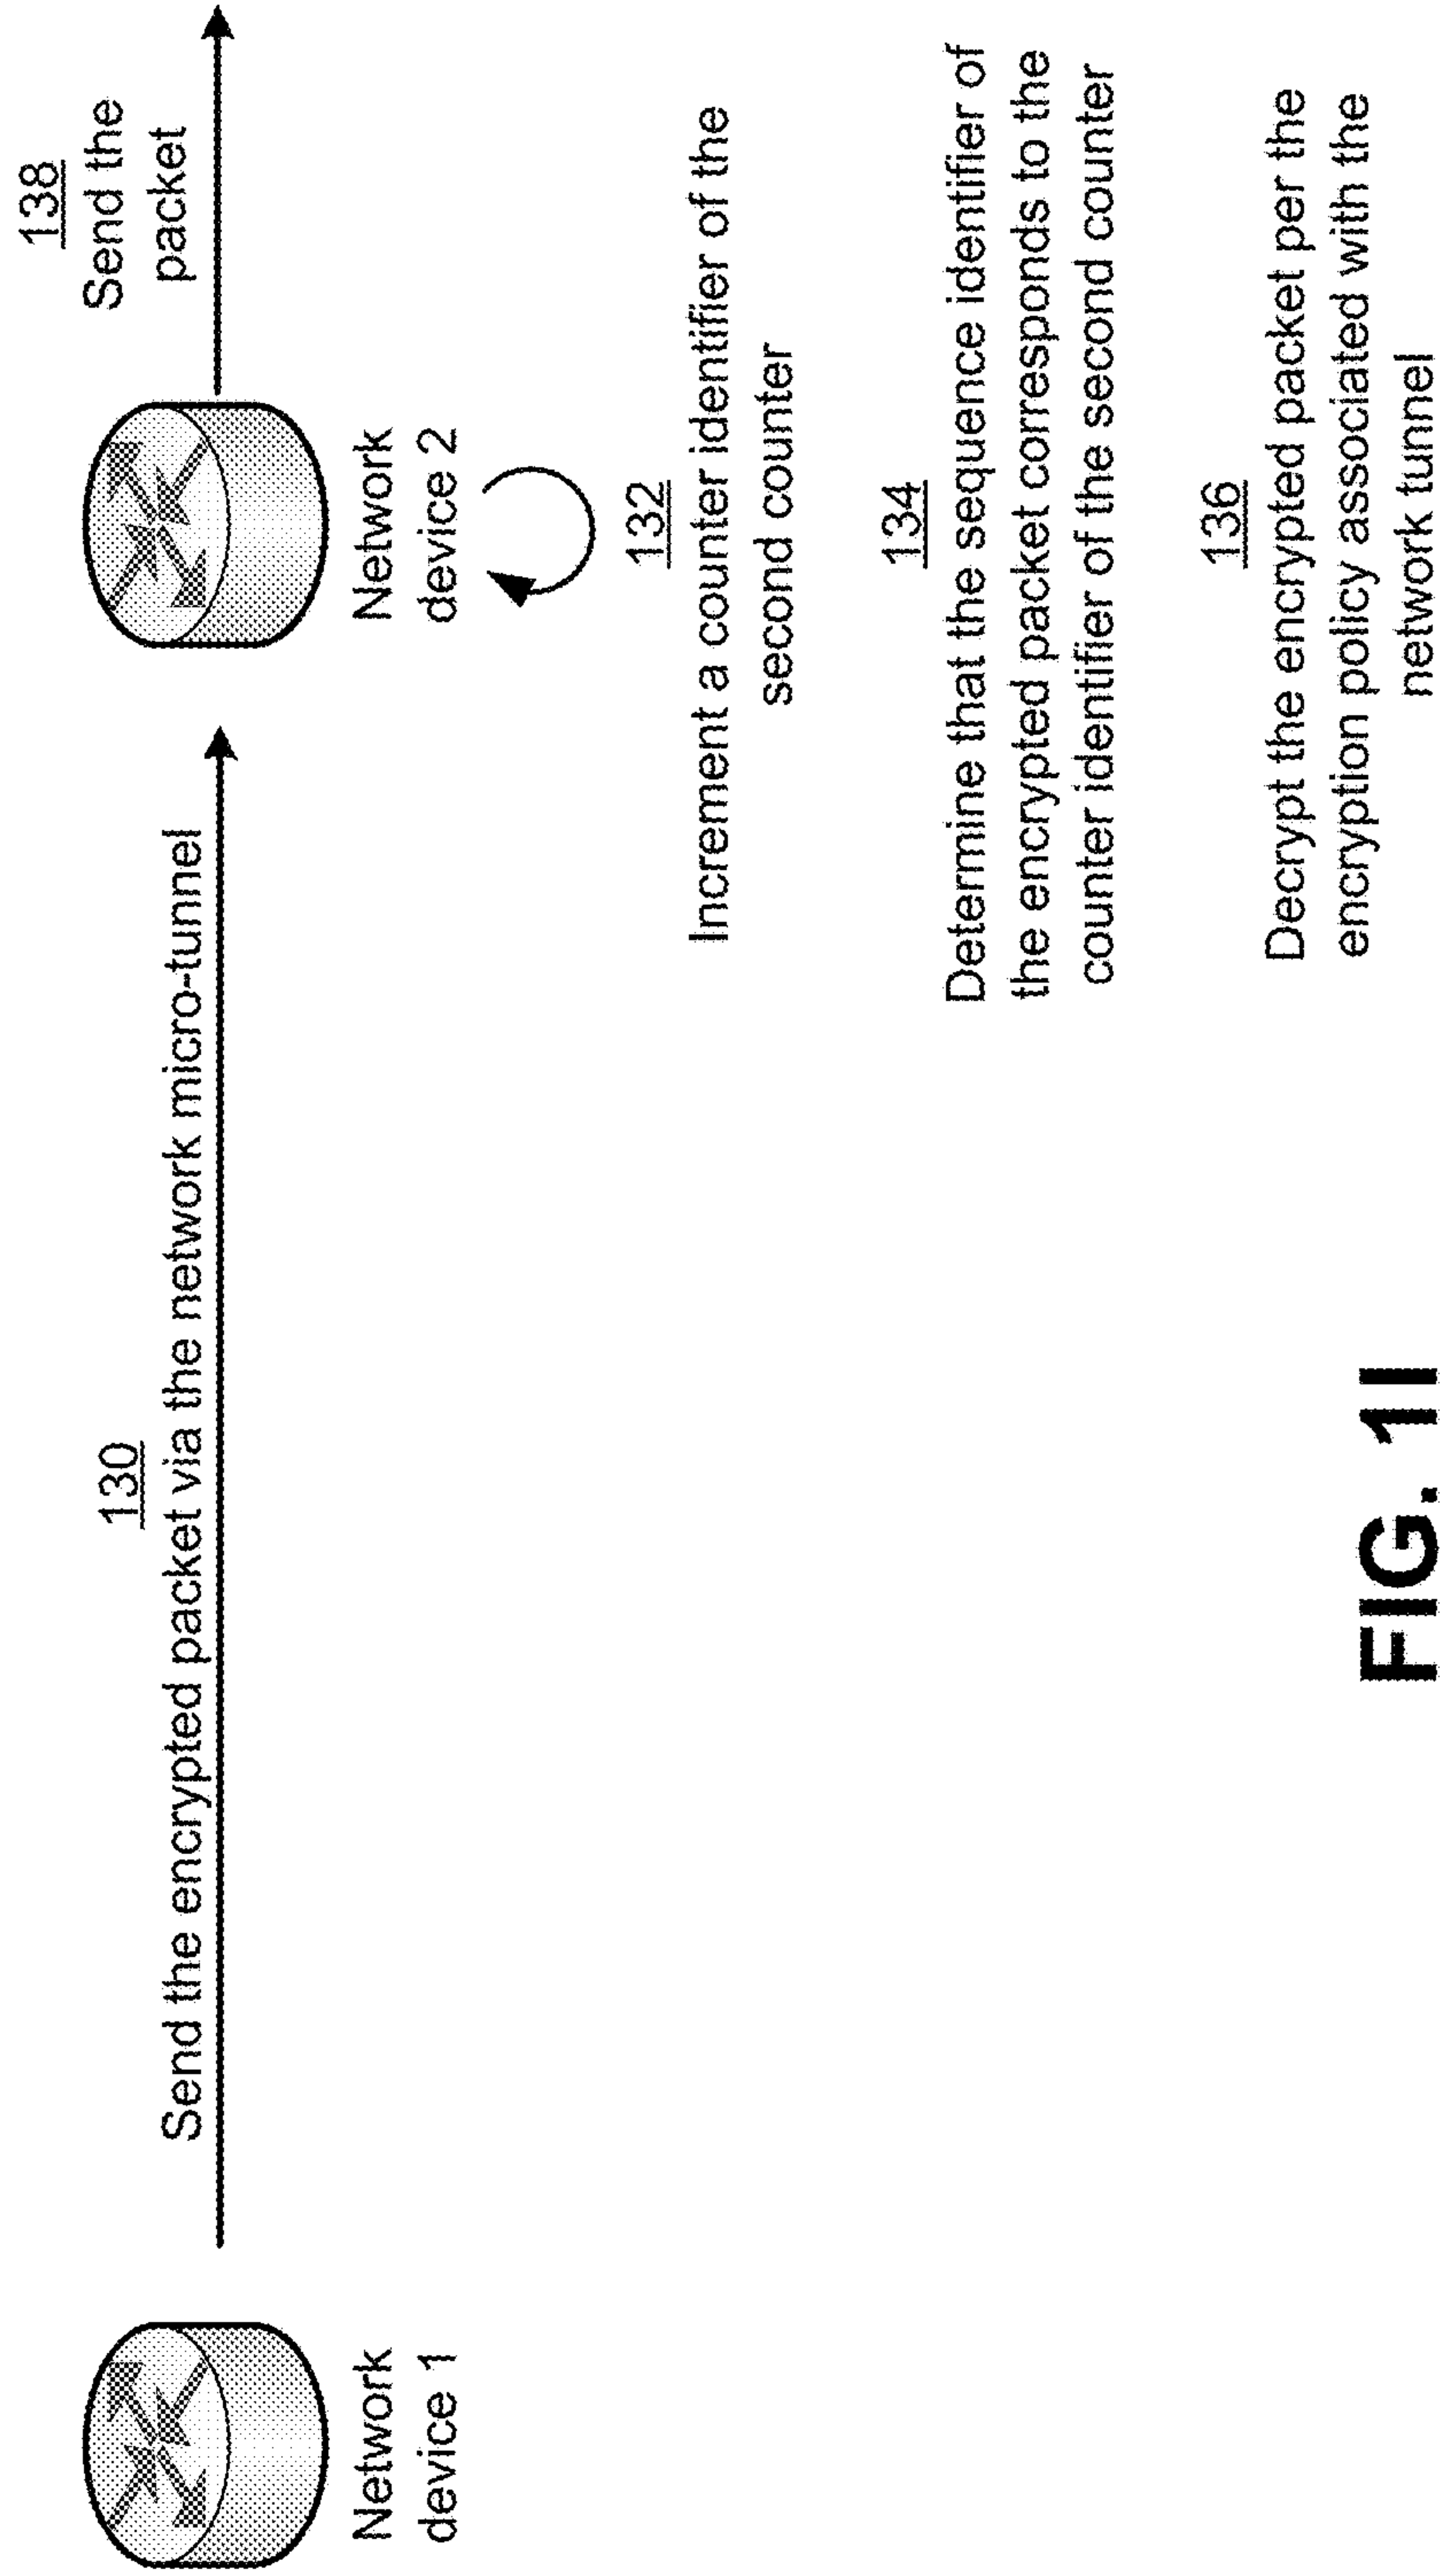 130
Send the encrypted packet via the network micro-tunnel
138
Send the
packet
Network
device 1
Network
device 2
132
Increment a counter identifier of the
second counter
134
Determine that the sequence identifier of
the encrypted packet corresponds to the
counter identifier of the second counter
136
Decrypt the encrypted packet per the
encryption policy associated with the
network tunnel
FIG. 1I